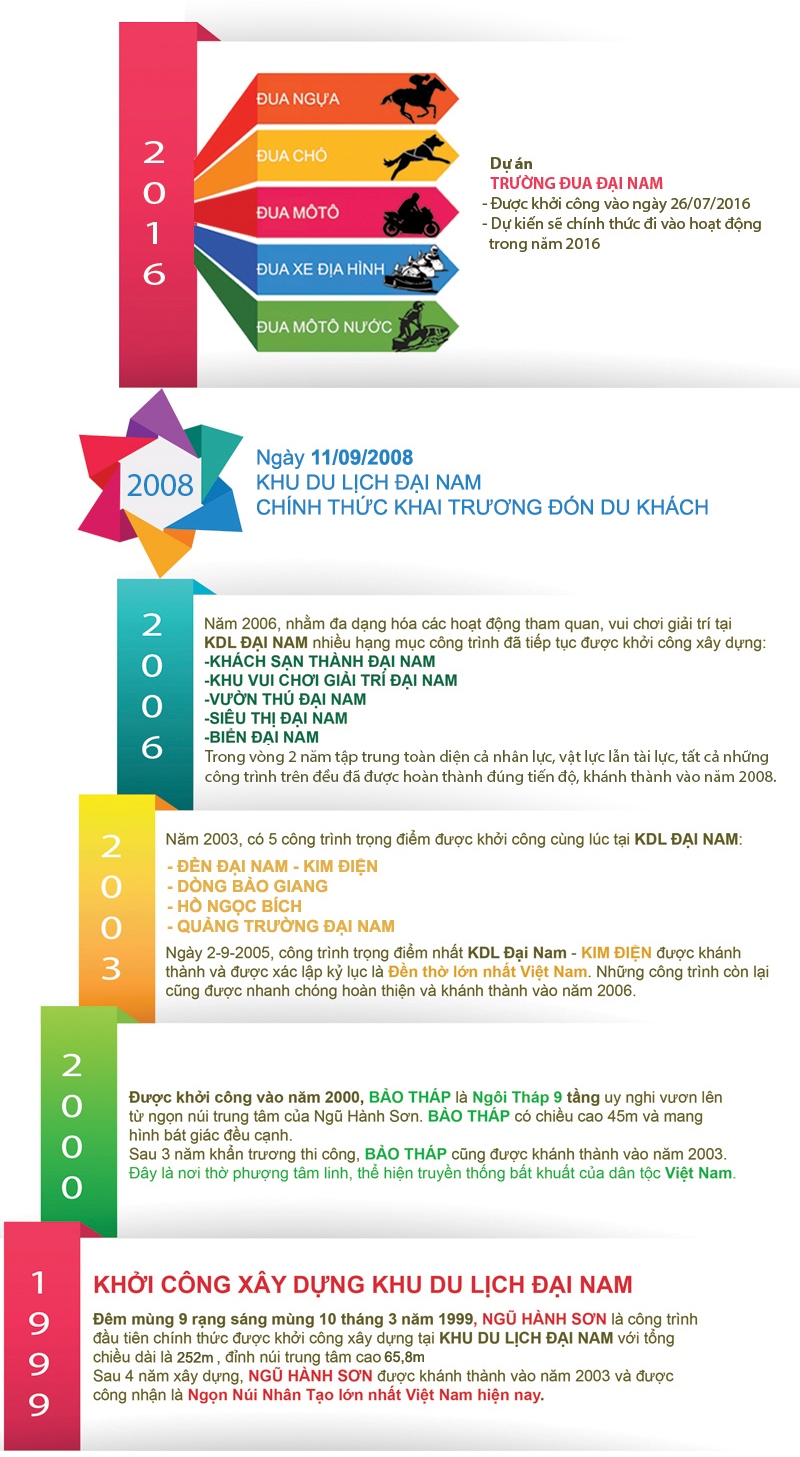 2016
ĐUA NGỰA
ĐUA CHÓ
ĐUA MÔTÔ
ĐUA XE ĐỊA HÌNH
ĐUA MÔTÔ NƯỚC
Dự án
TRƯỜNG ĐUA ĐẠI NAM
- Được khởi công vào ngày 26/07/2016
- Dự kiến sẽ chính thức đi vào hoạt động
trong năm 2016
2008
Ngày 11/09/2008
KHU DU LỊCH ĐẠI NAM
CHÍNH THỨC KHAI TRƯƠNG ĐÓN DU KHÁCH
2006
Năm 2006, nhằm đa dạng hóa các hoạt động tham quan, vui chơi giải trí tại
KDL ĐẠI NAM nhiều hạng mục công trình đã tiếp tục được khởi công xây dựng:
-KHÁCH SẠN THÀNH ĐẠI NAM
-KHU VUI CHƠI GIẢI TRÍ ĐẠI NAM
-VƯỜN THÚ ĐẠI NAM
-SIÊU THỊ ĐẠI NAM
-BIỂN ĐẠI NAM
Trong vòng 2 năm tập trung toàn diện cả nhân lực, vật lực lẫn tài lực, tất cả những
công trình trên đều đã được hoàn thành đúng tiến độ, khánh thành vào năm 2008.
2003
Năm 2003, có 5 công trình trọng điểm được khởi công cùng lúc tại KDL ĐẠI NAM:
- ĐỀN ĐẠI NAM - KIM ĐIỆN
- DÒNG BẢO GIANG
- HỒ NGỌC BÍCH
- QUẢNG TRƯỜNG ĐẠI NAM
Ngày 2-9-2005, công trình trọng điểm nhất KDL Đại Nam - KIM ĐIỆN được khánh
thành và được xác lập kỷ lục là Đền thờ lớn nhất Việt Nam. Những công trình còn lại
cũng được nhanh chóng hoàn thiện và khánh thành vào năm 2006.
2000
Được khởi công vào năm 2000, BẢO THÁP là Ngôi Tháp 9 tầng uy nghi vươn lên
từ ngọn núi trung tâm của Ngũ Hành Sơn. BẢO THÁP có chiều cao 45m và mang
hình bát giác đều cạnh.
Sau 3 năm khẩn trương thi công, BẢO THÁP cũng được khánh thành vào năm 2003.
Đây là nơi thờ phượng tâm linh, thể hiện truyền thống bất khuất của dân tộc Việt Nam.
1999
KHỞI CÔNG XÂY DỰNG KHU DU LỊCH ĐẠI NAM
Đêm mùng 9 rạng sáng mùng 10 tháng 3 năm 1999, NGŨ HÀNH SƠN là công trình
đầu tiên chính thức được khởi công xây dựng tại KHU DU LỊCH ĐẠI NAM với tổng
chiều dài là 252m , đỉnh núi trung tâm cao 65,8m
Sau 4 năm xây dựng, NGŨ HÀNH SƠN được khánh thành vào năm 2003 và được
công nhận là Ngọn Núi Nhân Tạo lớn nhất Việt Nam hiện nay.